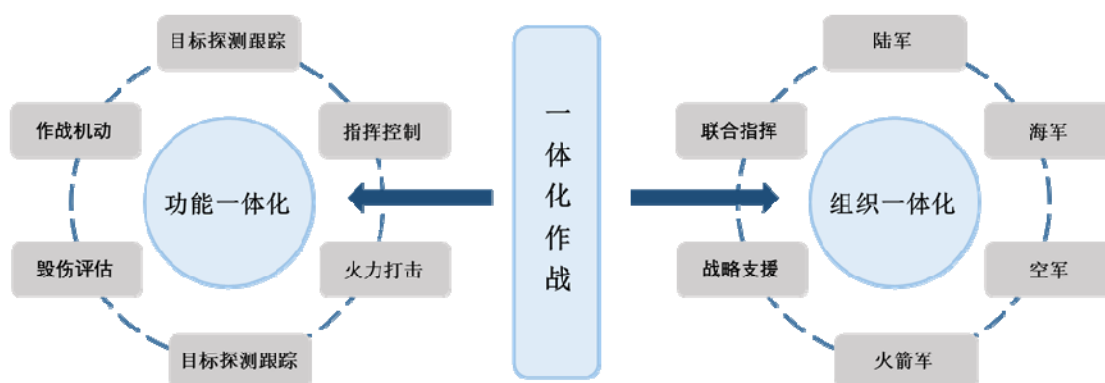 目标探测跟踪
作战机动
指挥控制
功能一体化
毁伤评估
火力打击
目标探测跟踪
一体化作战
陆军
联合指挥
海军
组织一体化
战略支援
空军
火箭军